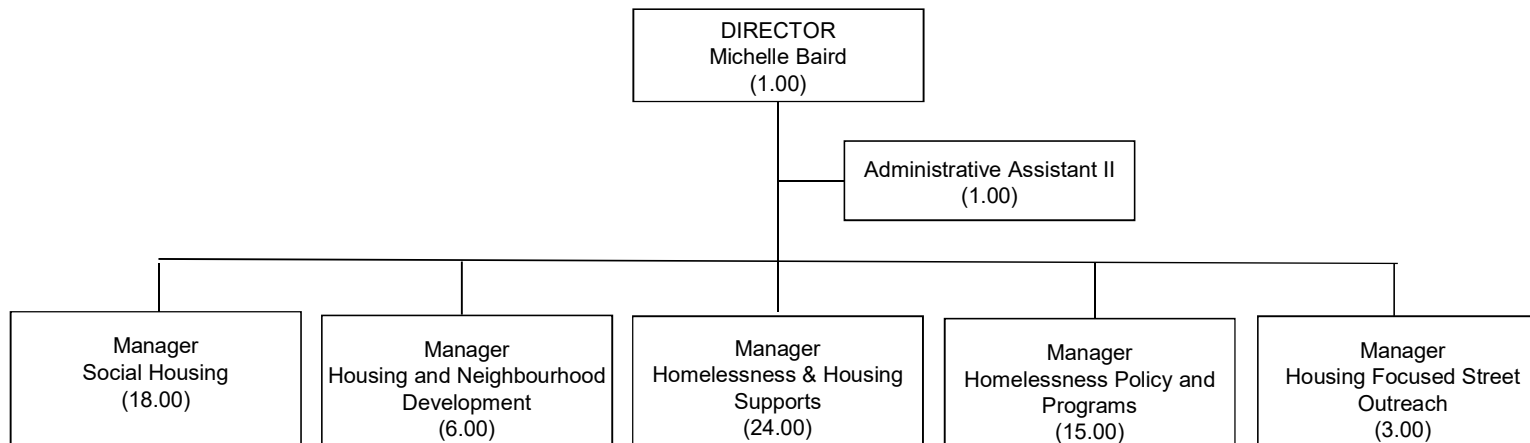 DIRECTOR
Michelle Baird
(1.00)
Administrative Assistant II
(1.00)
Manager
Social Housing
(18.00)
Manager
Housing and Neighbourhood
Development
(6.00)
Manager
Homelessness & Housing
Supports
(24.00)
Manager
Homelessness Policy and
Programs
(15.00)
Manager
Housing Focused Street
Outreach
(3.00)